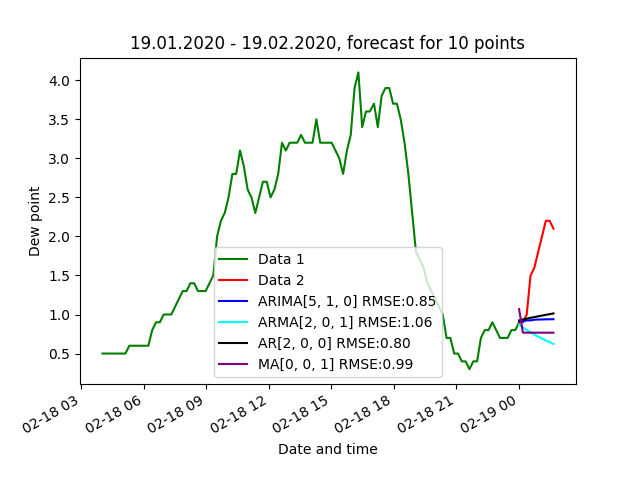 19.01.2020 - 19.02.2020, forecast for 10 points
4.0
3.5
3.0
2.5
2.0
1.5
1.0
0.5
Dew point
Data 1
Data 2
ARIMA[5, 1, 0] RMSE:0.85
ARMA[2, 0, 1] RMSE:1.06
AR[2, 0, 0] RMSE:0.80
MA[0, 0, 1] RMSE:0.99
02-18 03
02-18 06
02-18 09
02-18 12
02-18 15
02-18 18
02-18 21
02-19 00
Date and time